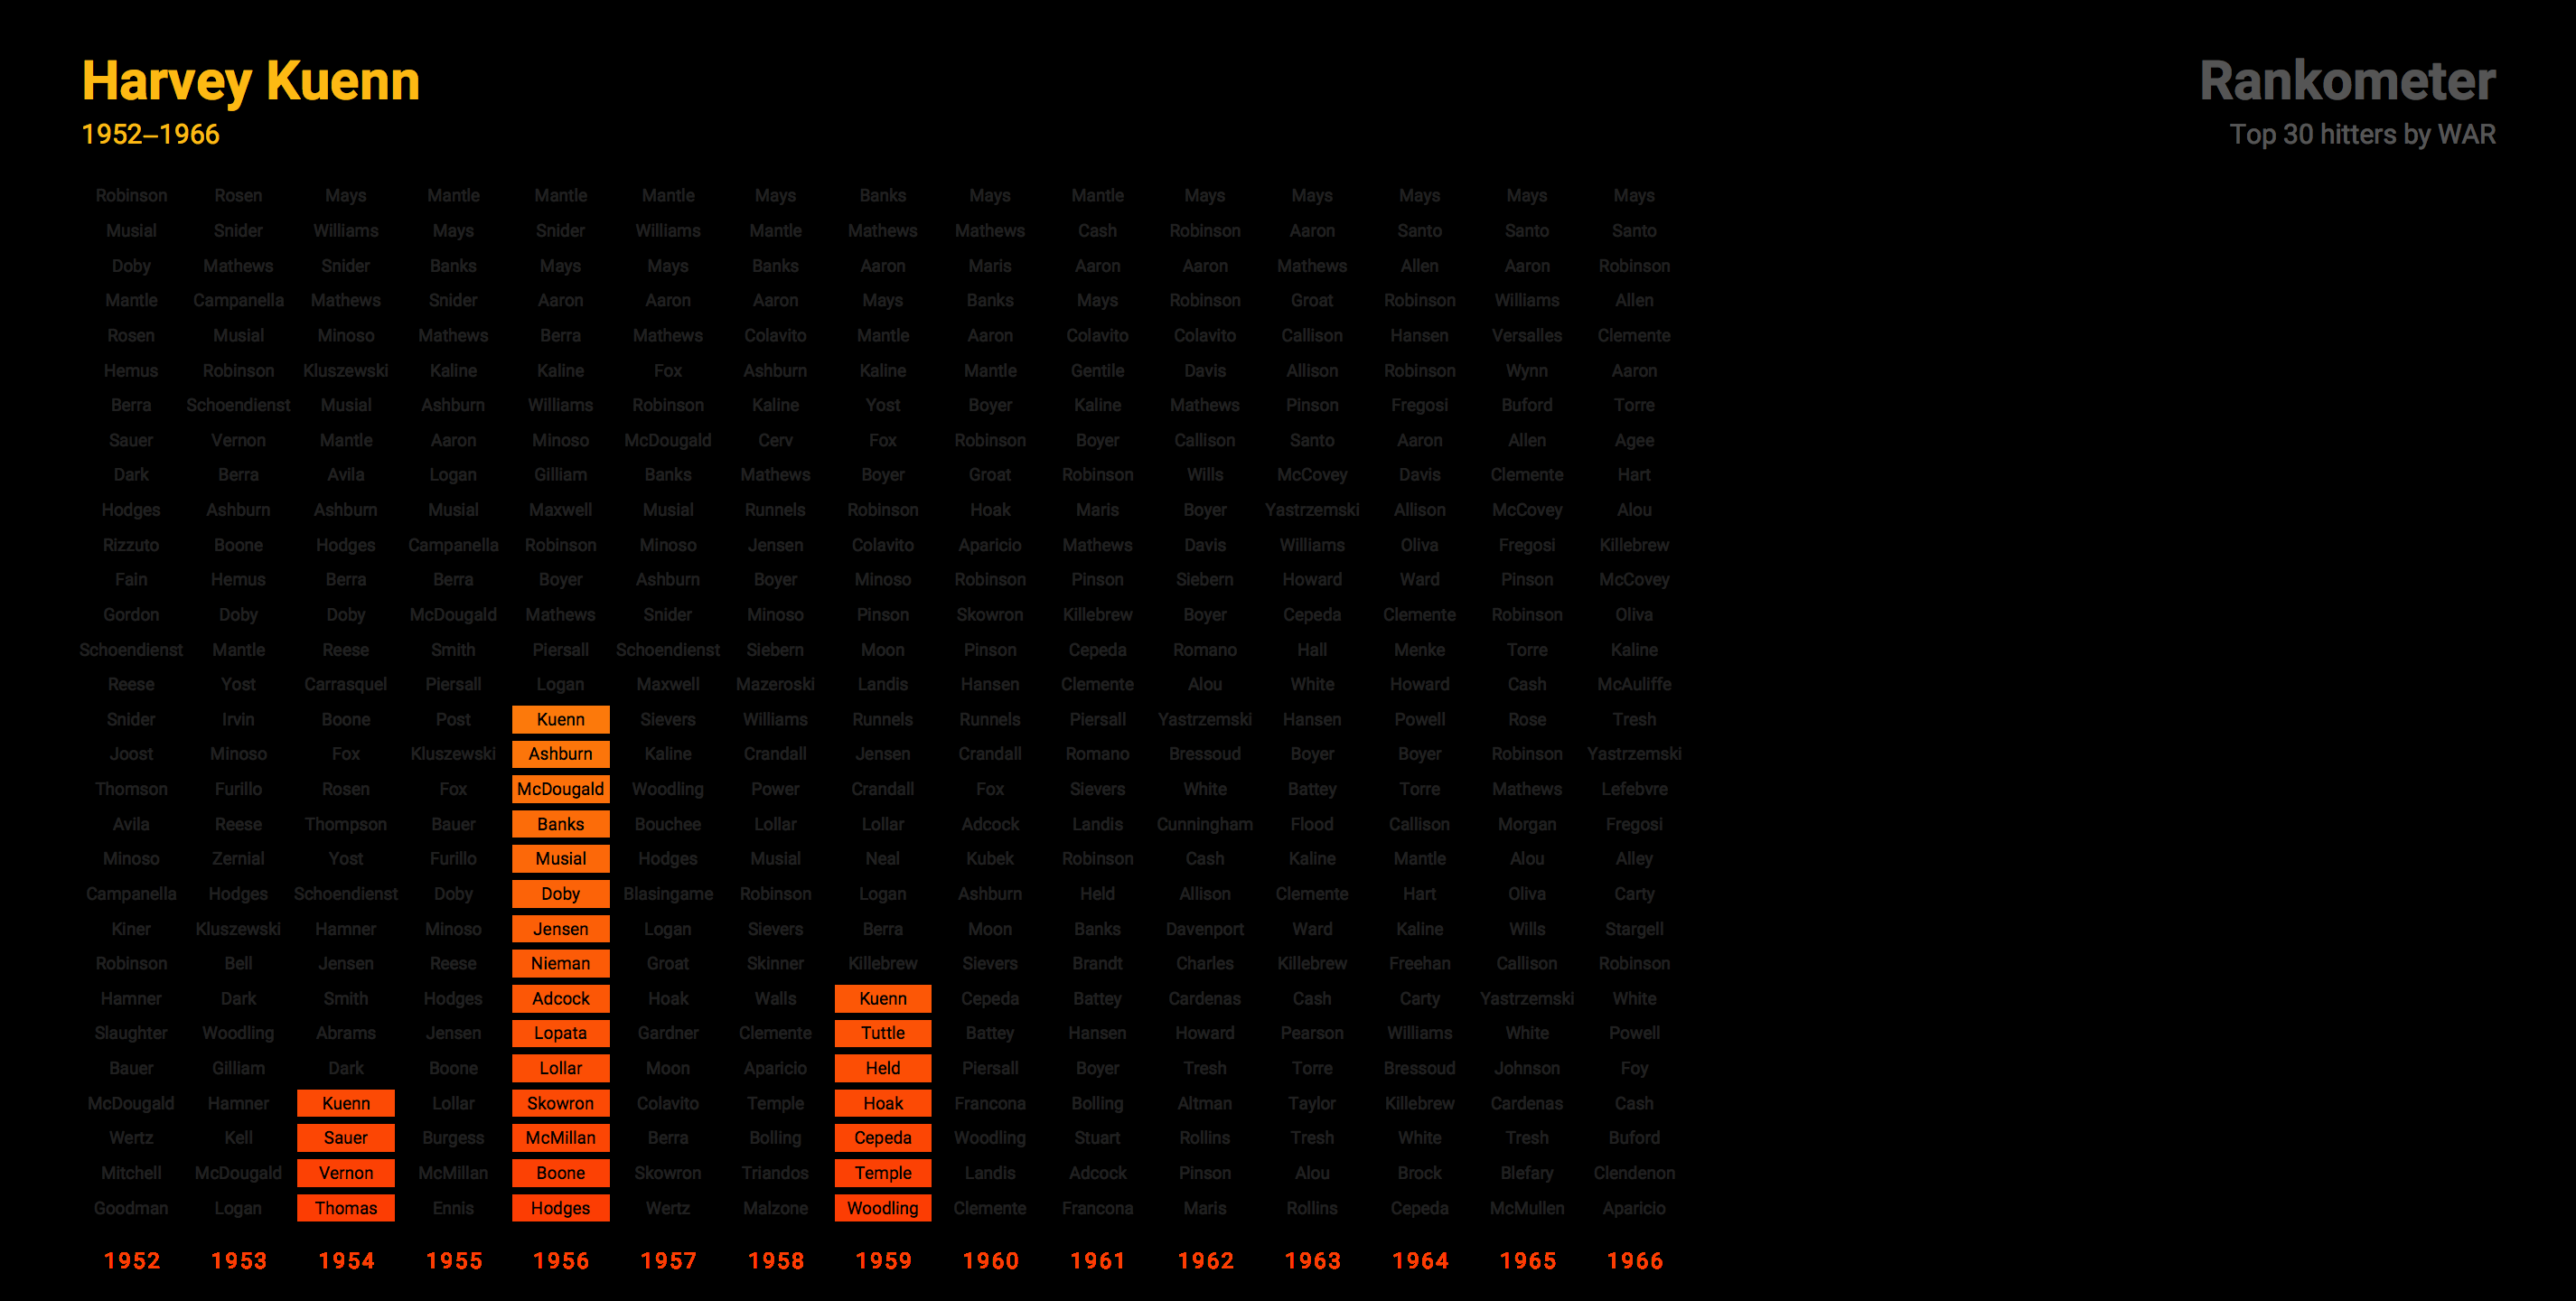 Harvey Kuenn
1952–1966
Rankometer
Top 30 hitters by WAR
Robinson Rosen Mays Mantle Mantle Mantle Mays Banks Mays Mantle Mays Mays Mays Mays Mays
Musial Snider Williams Mays Snider Williams Mantle Mathews Mathews Cash Robinson Aaron Santo Santo Santo
Doby Mathews Snider Banks Mays Mays Banks Aaron Maris Aaron Aaron Mathews Allen Aaron Robinson
Mantle Campanella Mathews Snider Aaron Aaron Aaron Mays Banks Mays Robinson Groat Robinson Williams Allen
Rosen Musial Minoso Mathews Berra Mathews Colavito Mantle Aaron Colavito Colavito Callison Hansen Versalles Clemente
Hemus Robinson Kluszewski Kaline Kaline Fox Ashburn Kaline Mantle Gentile Davis Allison Robinson Wynn Aaron
Berra Schoendienst Musial Ashburn Williams Robinson Kaline Yost Boyer Kaline Mathews Pinson Fregosi Buford Torre
Sauer Vernon Mantle Aaron Minoso McDougald Cerv Fox Robinson Boyer Callison Santo Aaron Allen Agee
Dark Berra Avila Logan Gilliam Banks Mathews Boyer Groat Robinson Wills McCovey Davis Clemente Hart
Hodges Ashburn Ashburn Musial Maxwell Musial Runnels Robinson Hoak Maris Boyer Yastrzemski Allison McCovey Alou
Rizzuto Boone Hodges Campanella Robinson Minoso Jensen Colavito Aparicio Mathews Davis Williams Oliva Fregosi Killebrew
Fain Hemus Berra Berra Boyer Ashburn Boyer Minoso Robinson Pinson Siebern Howard Ward Pinson McCovey
Gordon Doby Doby McDougald Mathews Snider Minoso Pinson Skowron Killebrew Boyer Cepeda Clemente Robinson Oliva
Schoendienst Mantle Reese Smith Piersall Schoendienst Siebern Moon Pinson Cepeda Romano Hall Menke Torre Kaline
Reese Yost Carrasquel Piersall Logan Maxwell Mazeroski Landis Hansen Clemente Alou White Howard Cash McAuliffe
Snider Irvin Boone Post Kuenn Sievers Williams Runnels Runnels Piersall Yastrzemski Hansen Powell Rose Tresh
Joost Minoso Fox Kluszewski Ashburn Kaline Crandall Jensen Crandall Romano Bressoud Boyer Boyer Robinson Yastrzemski
Thomson Furillo Rosen Fox McDougald Woodling Power Crandall Fox Sievers White Battey Torre Mathews Lefebvre
Avila Reese Thompson Bauer Banks Bouchee Lollar Lollar Adcock Landis Cunningham Flood Callison Morgan Fregosi
Minoso Zernial Yost Furillo Musial Hodges Musial Neal Kubek Robinson Cash Kaline Mantle Alou Alley
Campanella Hodges Schoendienst Doby Doby Blasingame Robinson Logan Ashburn Held Allison Clemente Hart Oliva Carty
Kiner Kluszewski Hamner Minoso Jensen Logan Sievers Berra Moon Banks Davenport Ward Kaline Wills Stargell
Robinson Bell Jensen Reese Nieman Groat Skinner Killebrew Sievers Brandt Charles Killebrew Freehan Callison Robinson
Hamner Dark Smith Hodges Adcock Hoak Walls Kuenn Cepeda Battey Cardenas Cash Carty Yastrzemski White
Slaughter Woodling Abrams Jensen Lopata Gardner Clemente Tuttle Battey Hansen Howard Pearson Williams White Powell
Bauer Gilliam Dark Boone Lollar Moon Aparicio Held Piersall Boyer Tresh Torre Bressoud Johnson Foy
McDougald Hamner Kuenn Lollar Skowron Colavito Temple Hoak Francona Bolling Altman Taylor Killebrew Cardenas Cash
Wertz Kell Sauer Burgess McMillan Berra Bolling Cepeda Woodling Stuart Rollins Tresh White Tresh Buford
Mitchell McDougald Vernon McMillan Boone Skowron Triandos Temple Landis Adcock Pinson Alou Brock Blefary Clendenon
Goodman Logan Thomas Ennis Hodges Wertz Malzone Woodling Clemente Francona Maris Rollins Cepeda McMullen Aparicio
1952 1953 1954 1955 1956 1957 1958 1959 1960 1961 1962 1963 1964 1965 1966